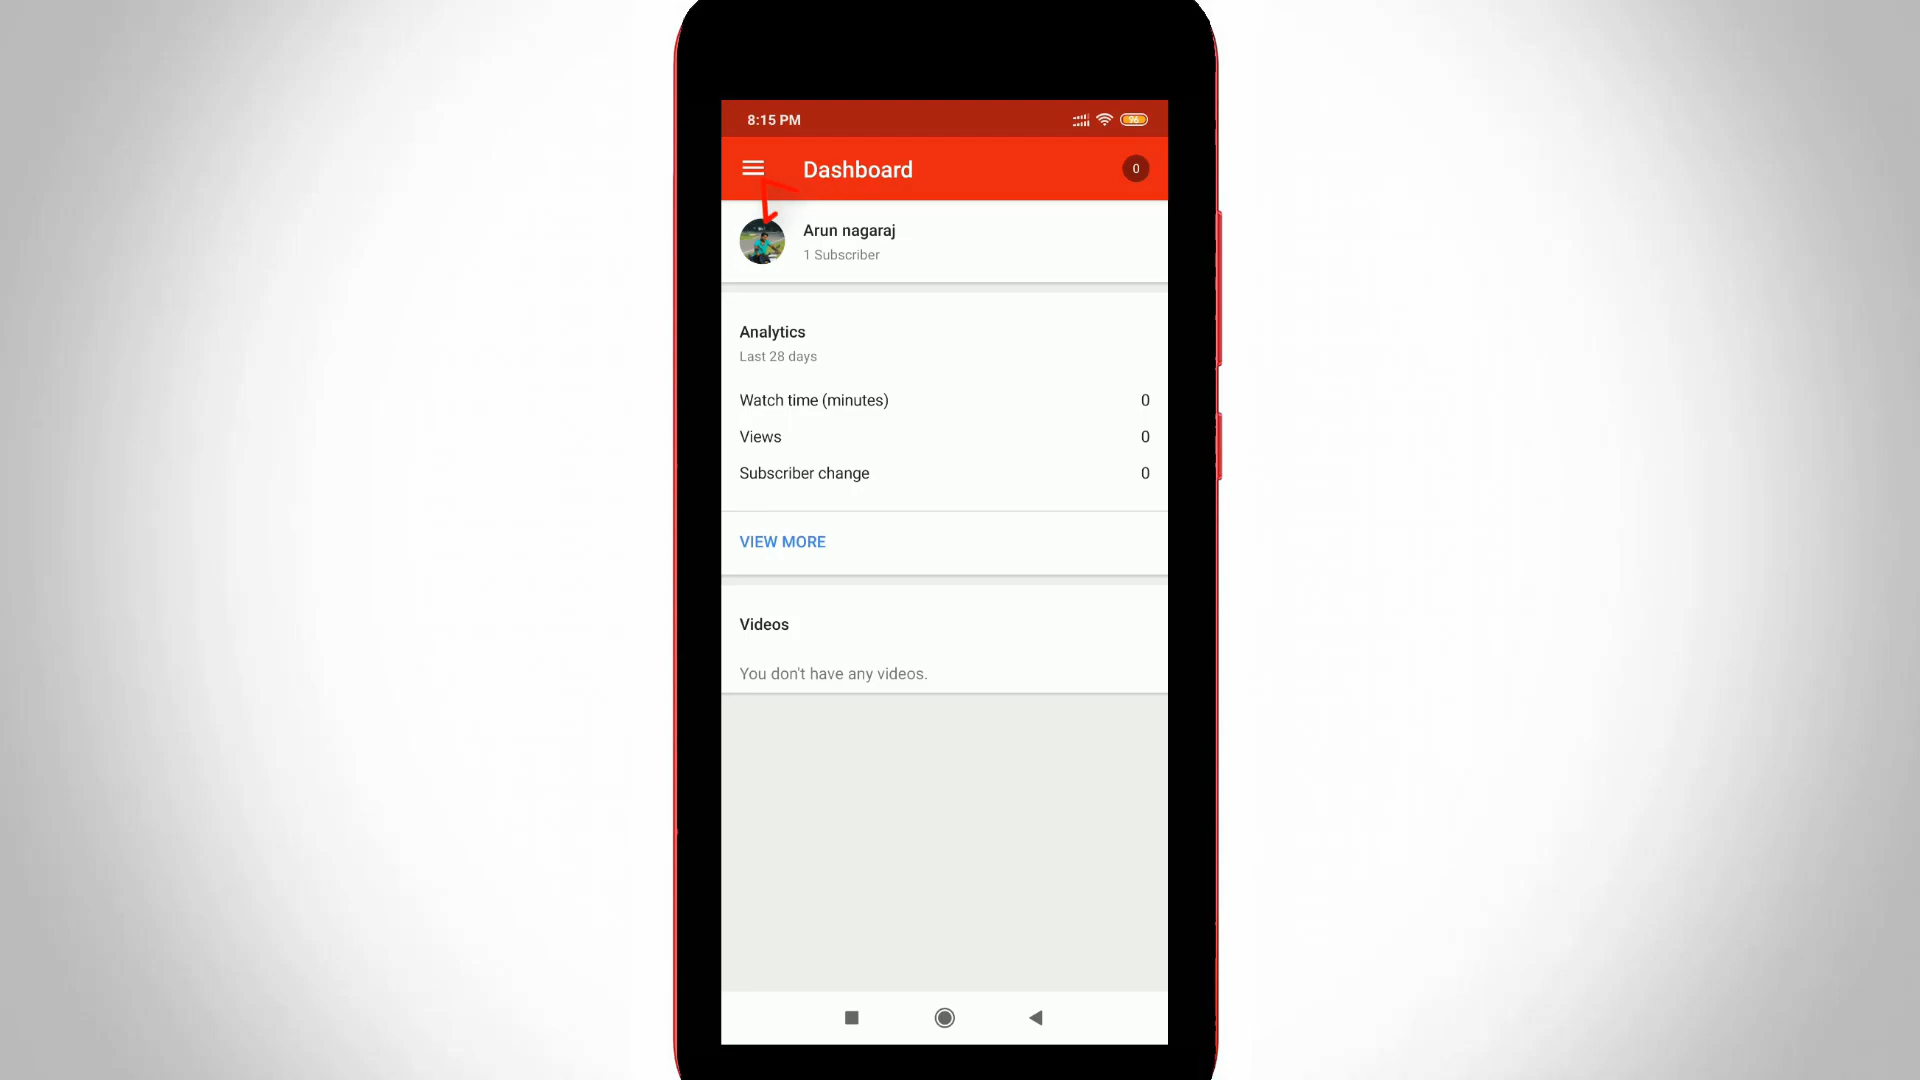 8:15 PM
96
Dashboard
0
Arun nagaraj
1 Subscriber
Analytics
Last 28 days
Watch time (minutes) 0
Views 0
Subscriber change 0
VIEW MORE
Videos
You don't have any videos.